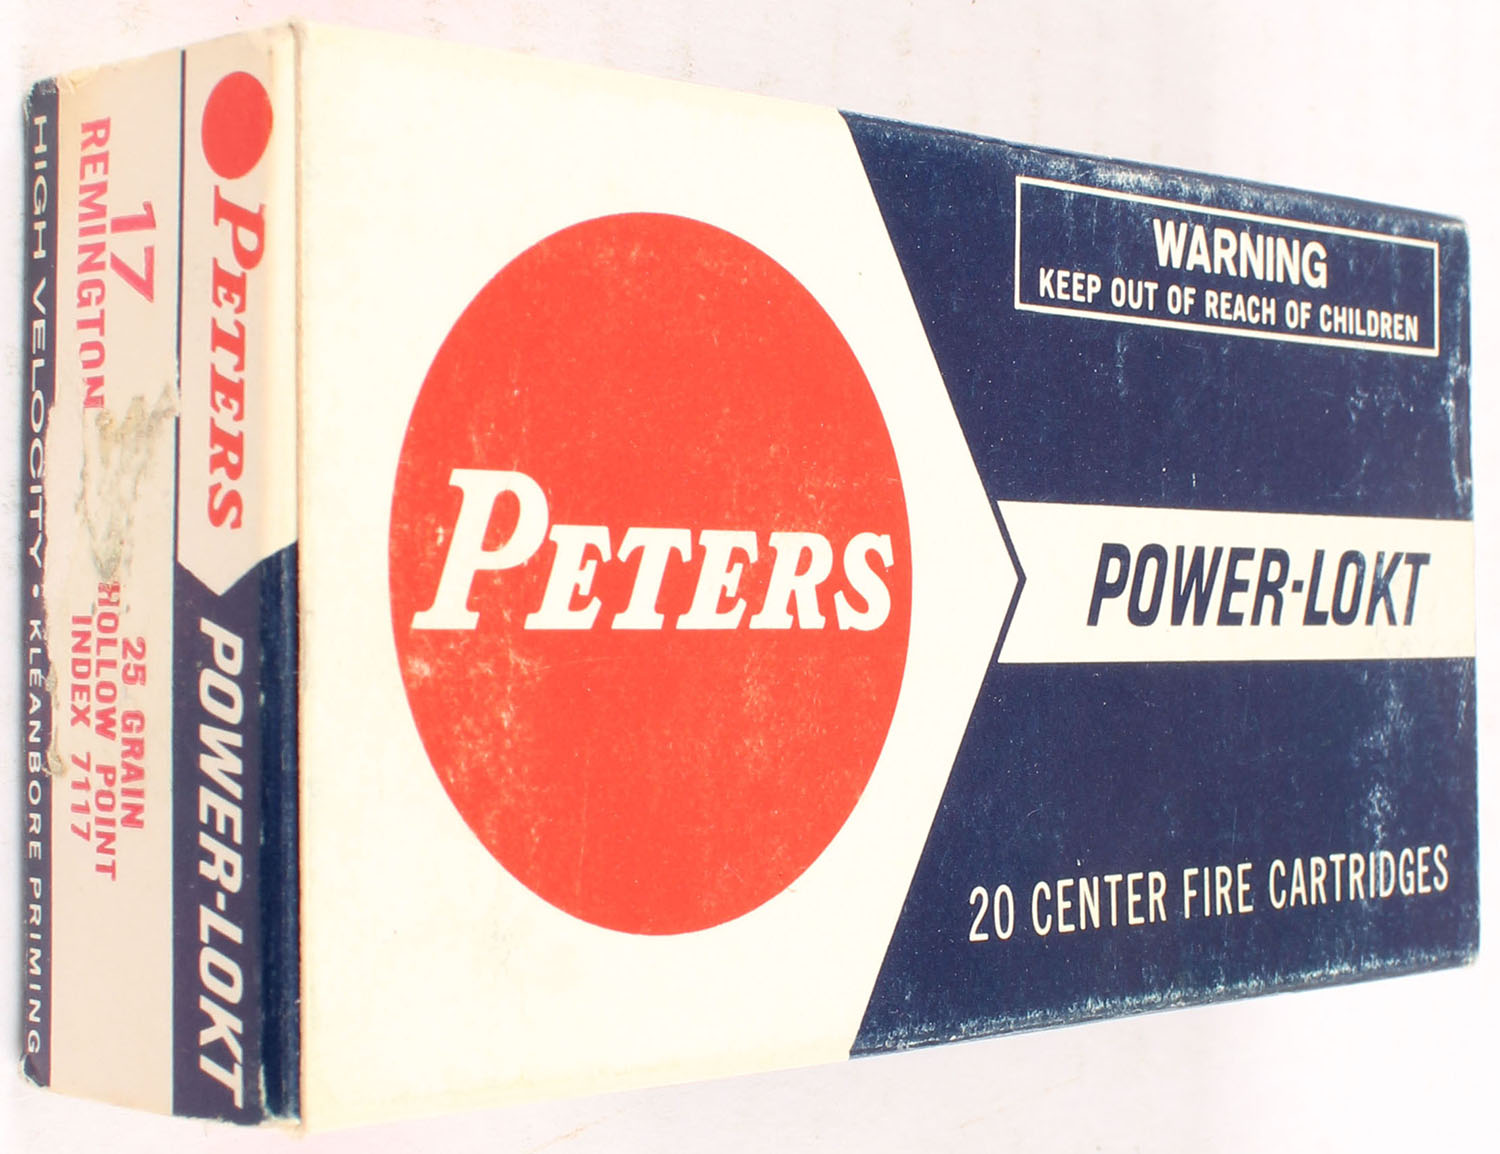 PETERS
WARNING
KEEP OUT OF REACH OF CHILDREN
POWER-LOKT
20 CENTER FIRE CARTRIDGES
PETERS
POWER-LOKT
17
REMINGTON
25 GRAIN
HOLLOW POINT
INDEX 7117
HIGH VELOCITY · KLEANBORE PRIMING